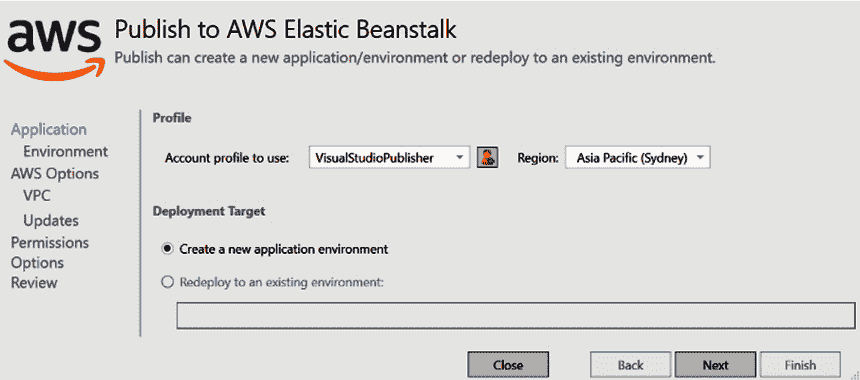 aws
Publish to AWS Elastic Beanstalk
Publish can create a new application/environment or redeploy to an existing environment.
Application
Environment
AWS Options
VPC
Updates
Permissions
Options
Review
Profile
Account profile to use: VisualStudioPublisher Region: Asia Pacific (Sydney)
Deployment Target
Create a new application environment
Redeploy to an existing environment:
Close Back Next Finish